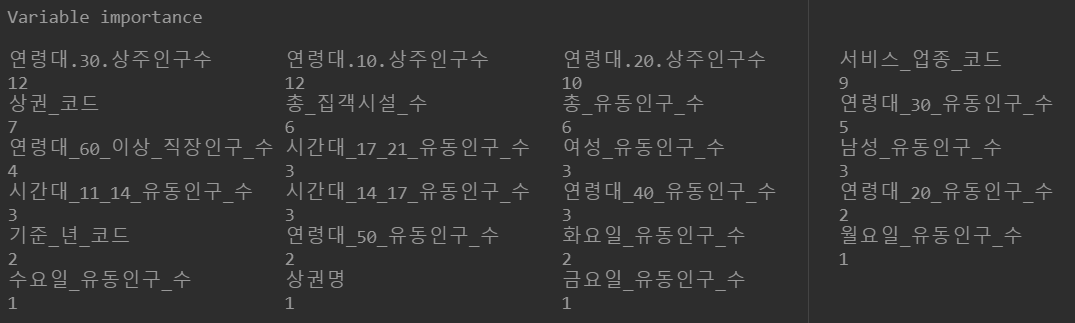 Variable importance
연령대.30.상주인구수 연령대.10.상주인구수 연령대.20.상주인구수 서비스_업종_코드
12 12 10 9
상권_코드 총_집객시설_수 총_유동인구_수 연령대_30_유동인구_수
7 6 6 5
연령대_60_이상_직장인구_수 시간대_17_21_유동인구_수 여성_유동인구_수 남성_유동인구_수
4 3 3 3
시간대_11_14_유동인구_수 시간대_14_17_유동인구_수 연령대_40_유동인구_수 연령대_20_유동인구_수
3 3 3 2
기준_년_코드 연령대_50_유동인구_수 화요일_유동인구_수 월요일_유동인구_수
2 2 2 1
수요일_유동인구_수 상권명 금요일_유동인구_수
1 1 1